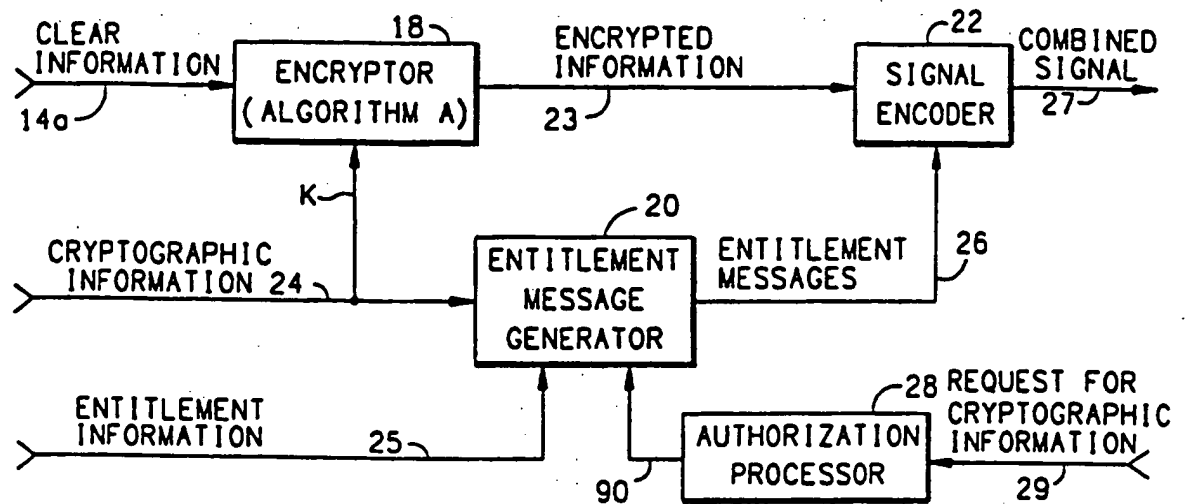 CLEAR
INFORMATION
14a
18
ENCRYPTOR
(ALGORITHM A)
ENCRYPTED
INFORMATION
23
22
SIGNAL
ENCODER
COMBINED
SIGNAL
27
K
CRYPTOGRAPHIC
INFORMATION 24
20
ENTITLEMENT
MESSAGE
GENERATOR
ENTITLEMENT
MESSAGES
26
ENTITLEMENT
INFORMATION
25
90
28
AUTHORIZATION
PROCESSOR
REQUEST FOR
CRYPTOGRAPHIC
INFORMATION
29